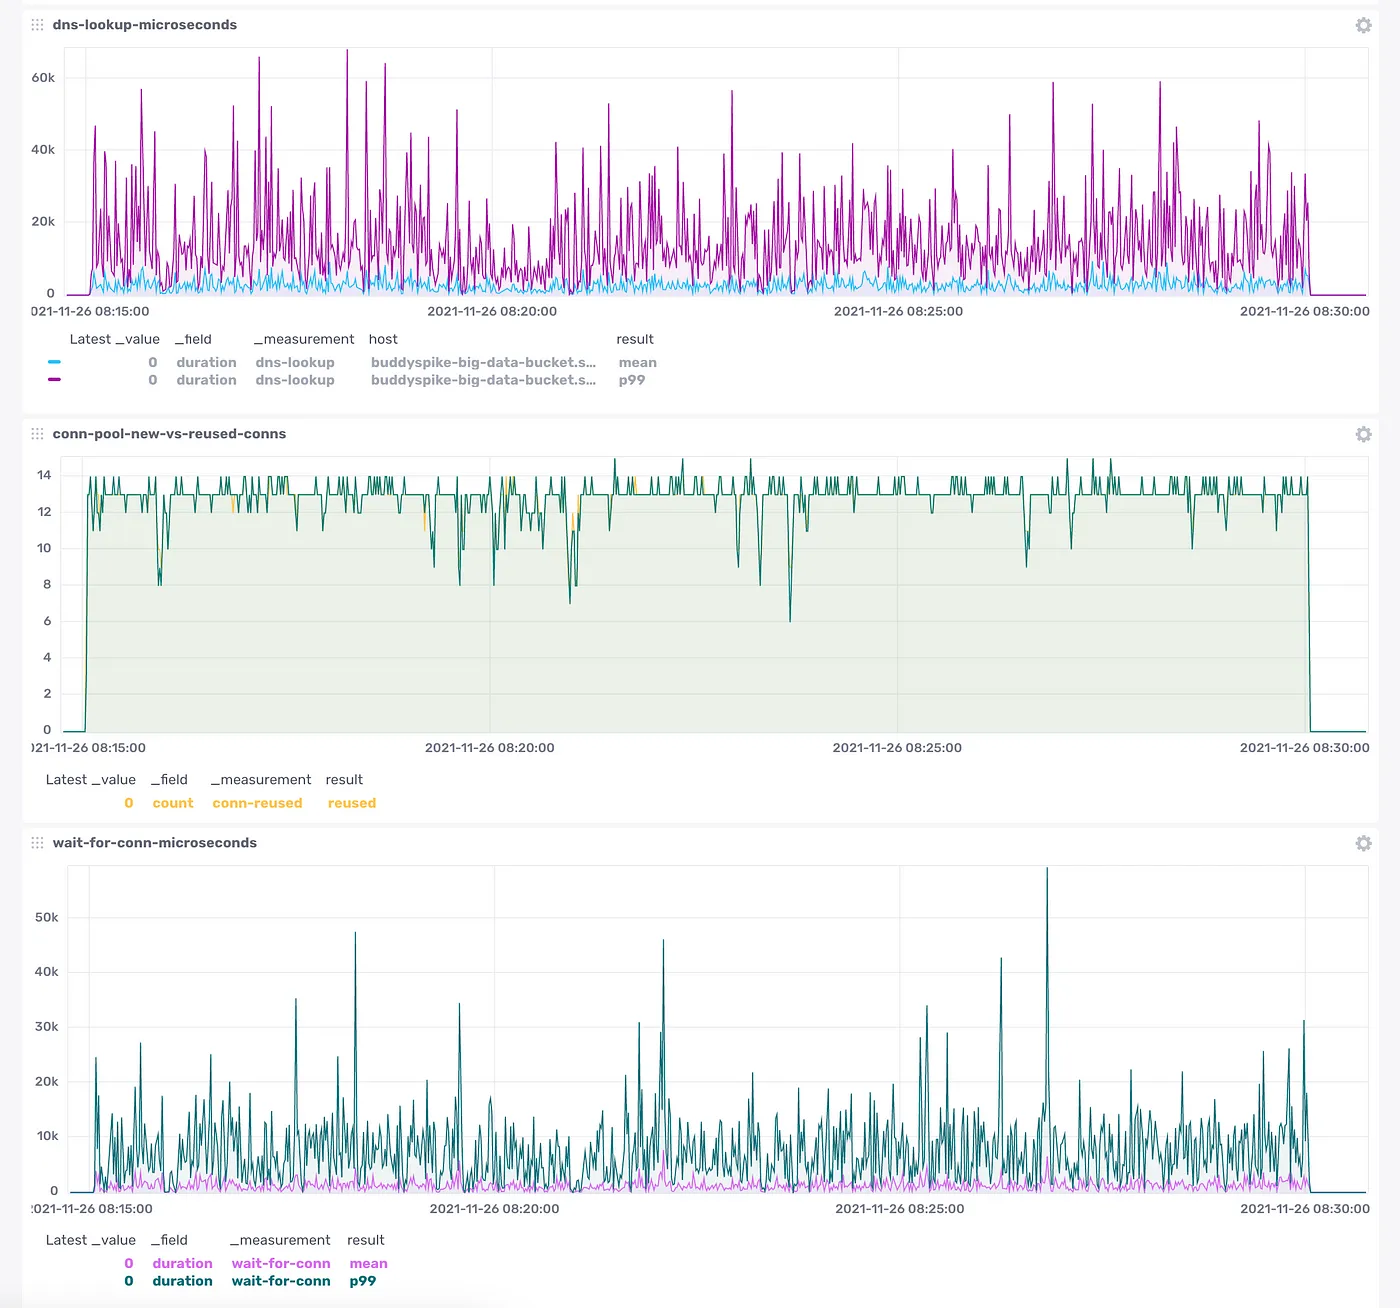 dns-lookup-microseconds
60k
40k
20k
0
021-11-26 08:15:00 2021-11-26 08:20:00 2021-11-26 08:25:00 2021-11-26 08:30:00
Latest _value _field _measurement host result
0 duration dns-lookup buddyspike-big-data-bucket.s... mean
0 duration dns-lookup buddyspike-big-data-bucket.s... p99
conn-pool-new-vs-reused-conns
14
12
10
8
6
4
2
0
021-11-26 08:15:00 2021-11-26 08:20:00 2021-11-26 08:25:00 2021-11-26 08:30:00
Latest _value _field _measurement result
0 count conn-reused reused
wait-for-conn-microseconds
50k
40k
30k
20k
10k
0
2021-11-26 08:15:00 2021-11-26 08:20:00 2021-11-26 08:25:00 2021-11-26 08:30:00
Latest _value _field _measurement result
0 duration wait-for-conn mean
0 duration wait-for-conn p99